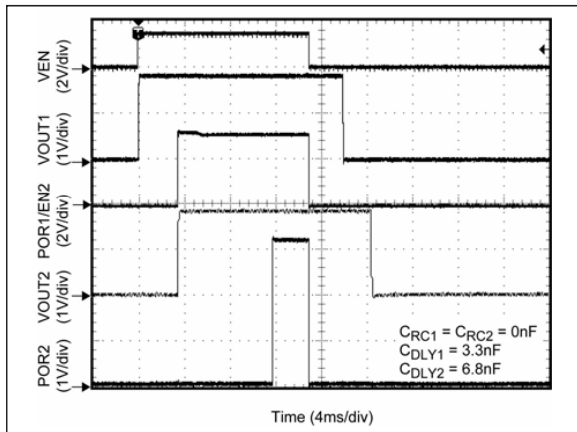 VEN
(2V/div)
VOUT1
(1V/div)
POR1/EN2
(2V/div)
VOUT2
(1V/div)
POR2
(1V/div)
T
CRC1 = CRC2 = 0nF
CDLY1 = 3.3nF
CDLY2 = 6.8nF
Time (4ms/div)